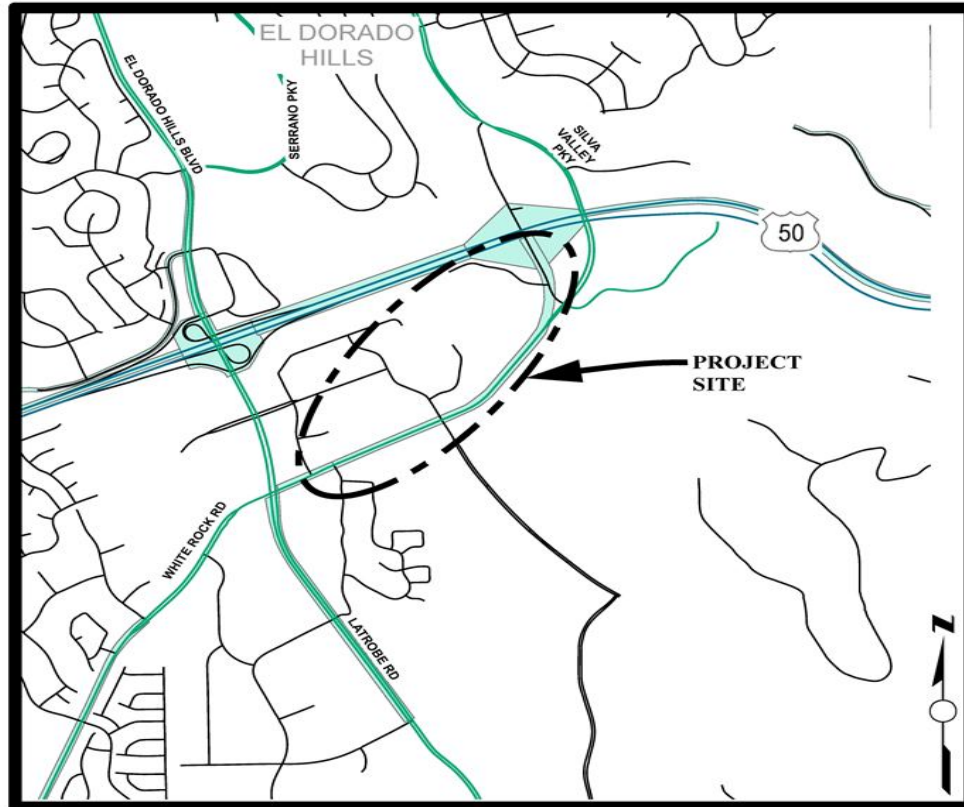 EL DORADO
HILLS
EL DORADO HILLS BLVD
SERRANO PKY
SILVA
VALLEY
PKY
50
PROJECT
SITE
WHITE ROCK RD
LATROBE RD
N